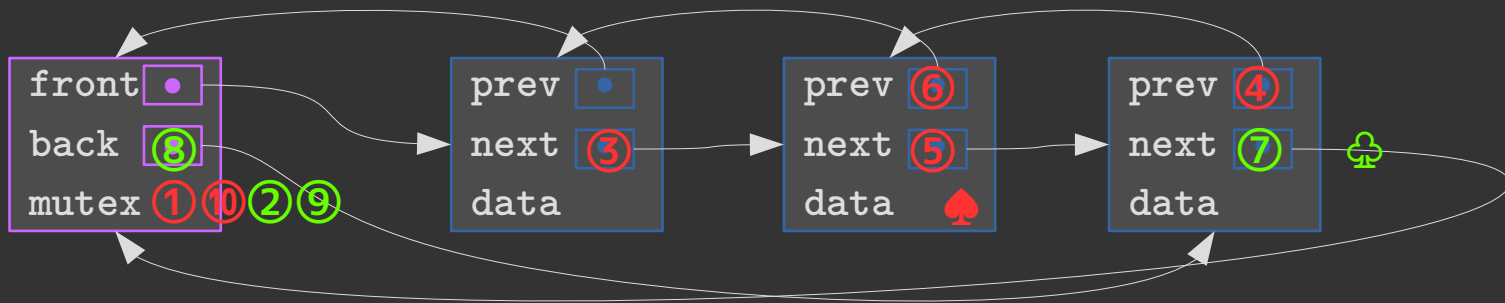 front prev prev ⑥ prev ④
back ⑧ next ③ next ⑤ next ⑦ ♧
mutex ①⑩②⑨ data data ♠ data